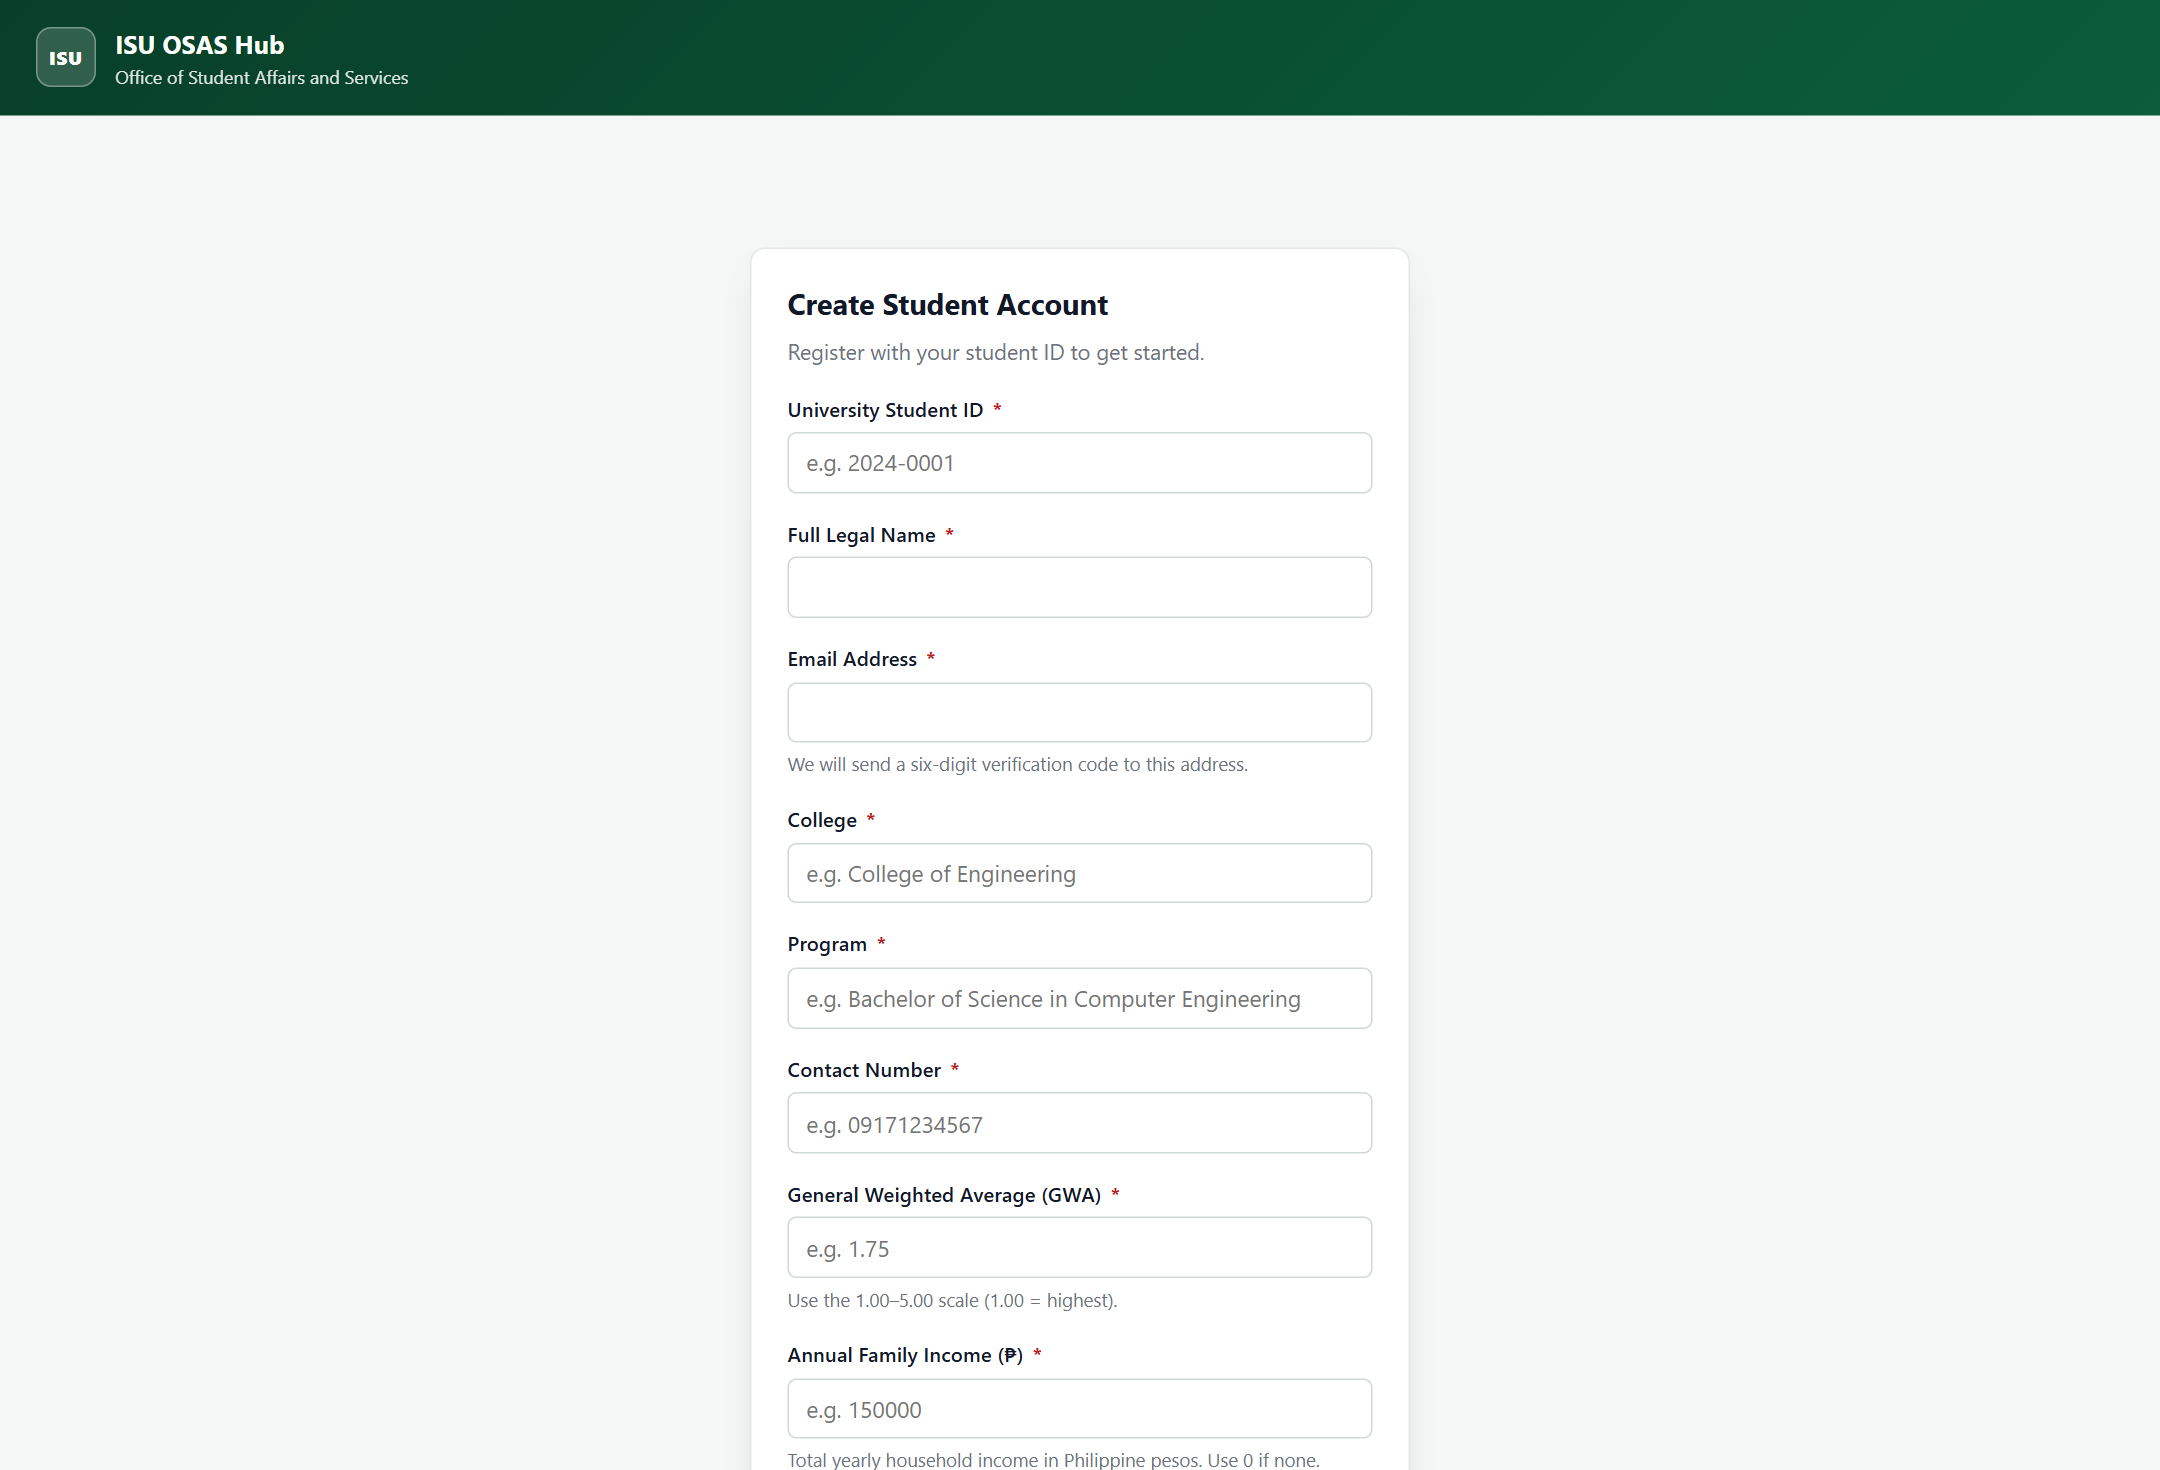 ISU
ISU OSAS Hub
Office of Student Affairs and Services
Create Student Account
Register with your student ID to get started.
University Student ID *
e.g. 2024-0001
Full Legal Name *
Email Address *
We will send a six-digit verification code to this address.
College *
e.g. College of Engineering
Program *
e.g. Bachelor of Science in Computer Engineering
Contact Number *
e.g. 09171234567
General Weighted Average (GWA) *
e.g. 1.75
Use the 1.00–5.00 scale (1.00 = highest).
Annual Family Income (₱) *
e.g. 150000
Total yearly household income in Philippine pesos. Use 0 if none.